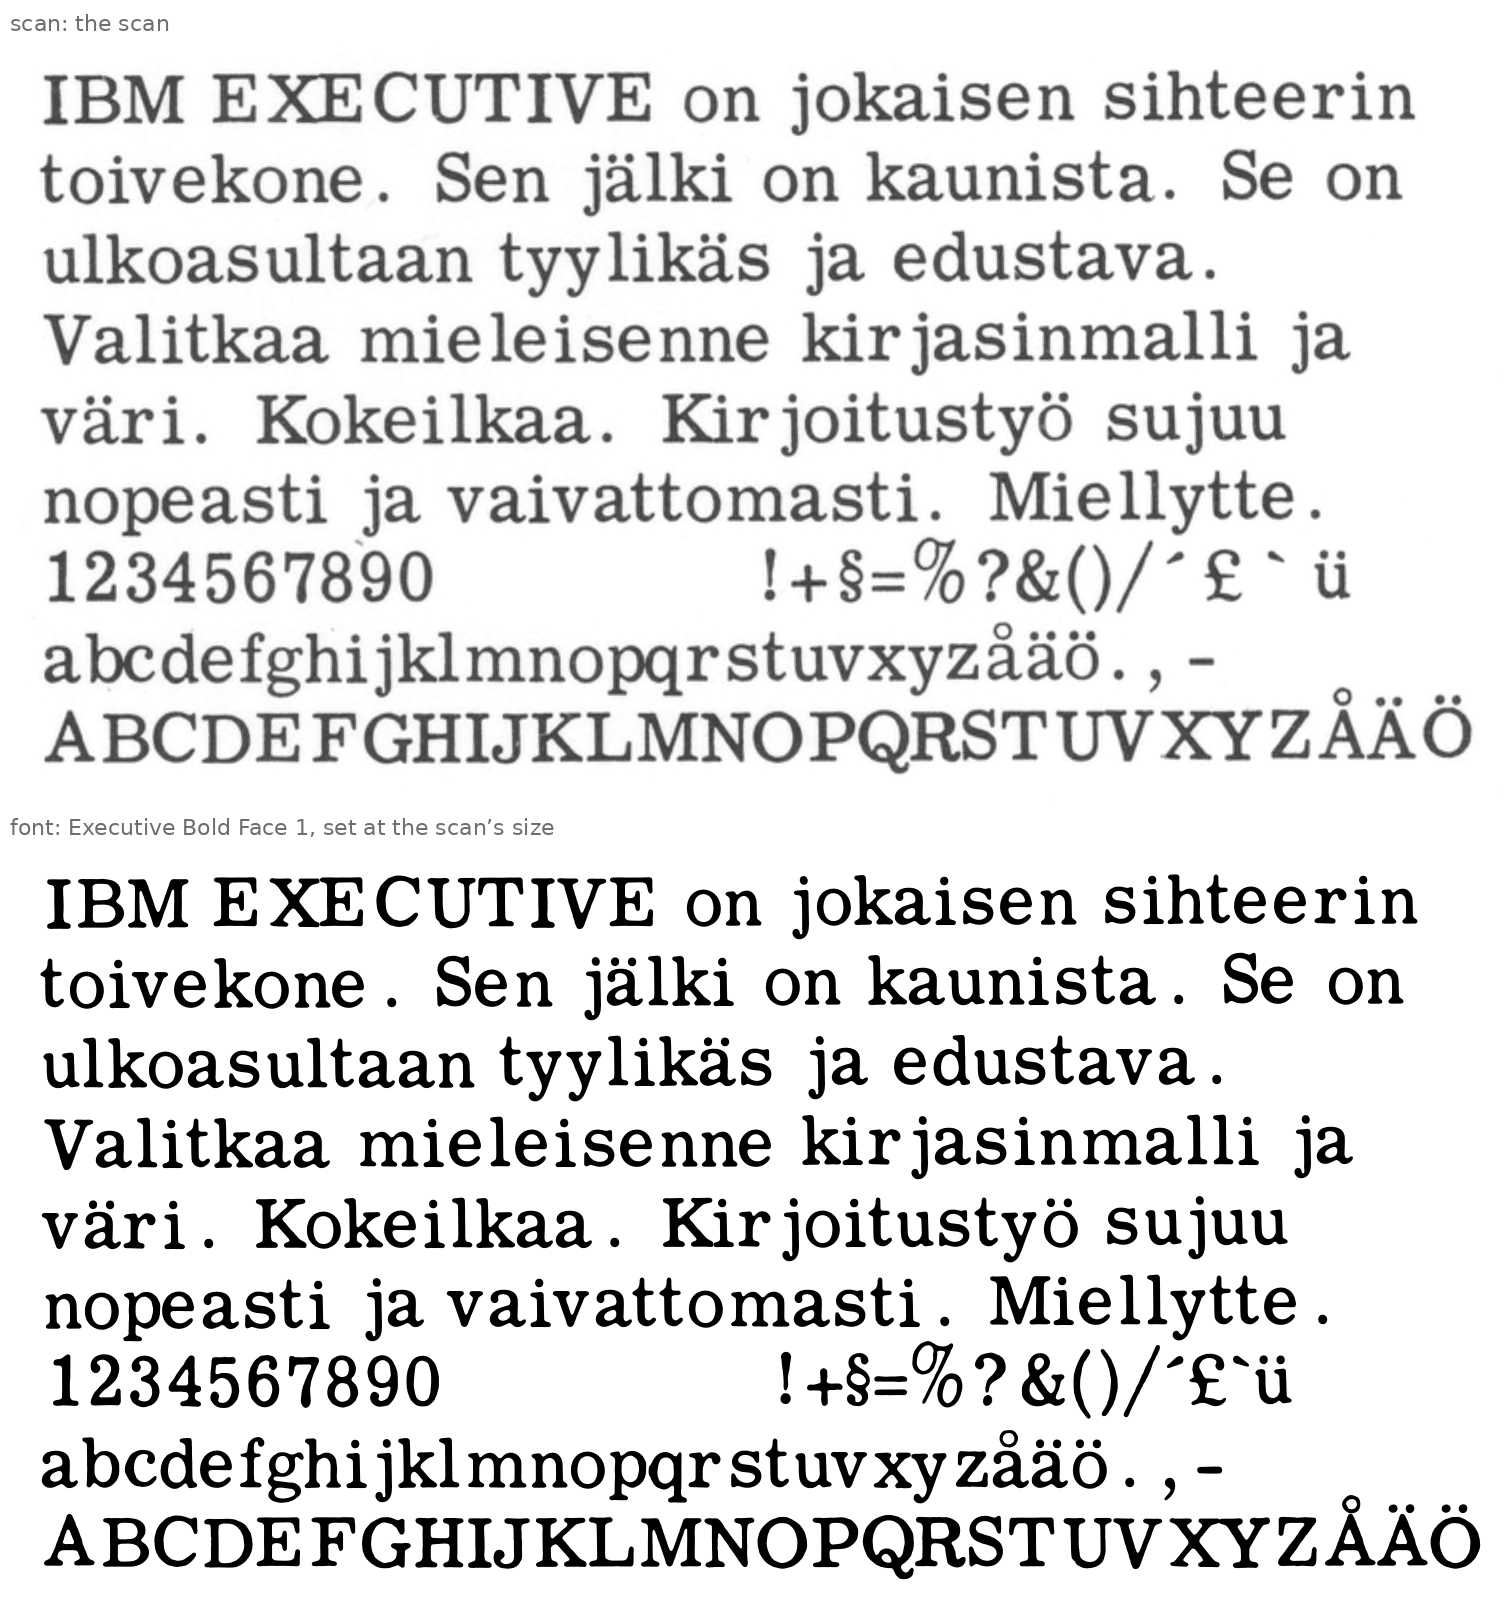 scan: the scan
IBM EXECUTIVE on jokaisen sihteerin
toivekone. Sen jälki on kaunista. Se on
ulkoasultaan tyylikäs ja edustava.
Valitkaa mieleisenne kirjasinmalli ja
väri. Kokeilkaa. Kirjoitustyö sujuu
nopeasti ja vaivattomasti. Miellytte.
1234567890 !+§=%?&()/´£` ü
abcdefghijklmnopqrstuvxyzåäö.,-
ABCDEFGHIJKLMNOPQRSTUVXYZÅÄÖ
font: Executive Bold Face 1, set at the scan’s size
IBM EXECUTIVE on jokaisen sihteerin
toivekone. Sen jälki on kaunista. Se on
ulkoasultaan tyylikäs ja edustava.
Valitkaa mieleisenne kirjasinmalli ja
väri. Kokeilkaa. Kirjoitustyö sujuu
nopeasti ja vaivattomasti. Miellytte.
1234567890 !+§=%?&()/´£`ü
abcdefghijklmnopqrstuvxyzåäö.,-
ABCDEFGHIJKLMNOPQRSTUVXYZÅÄÖ